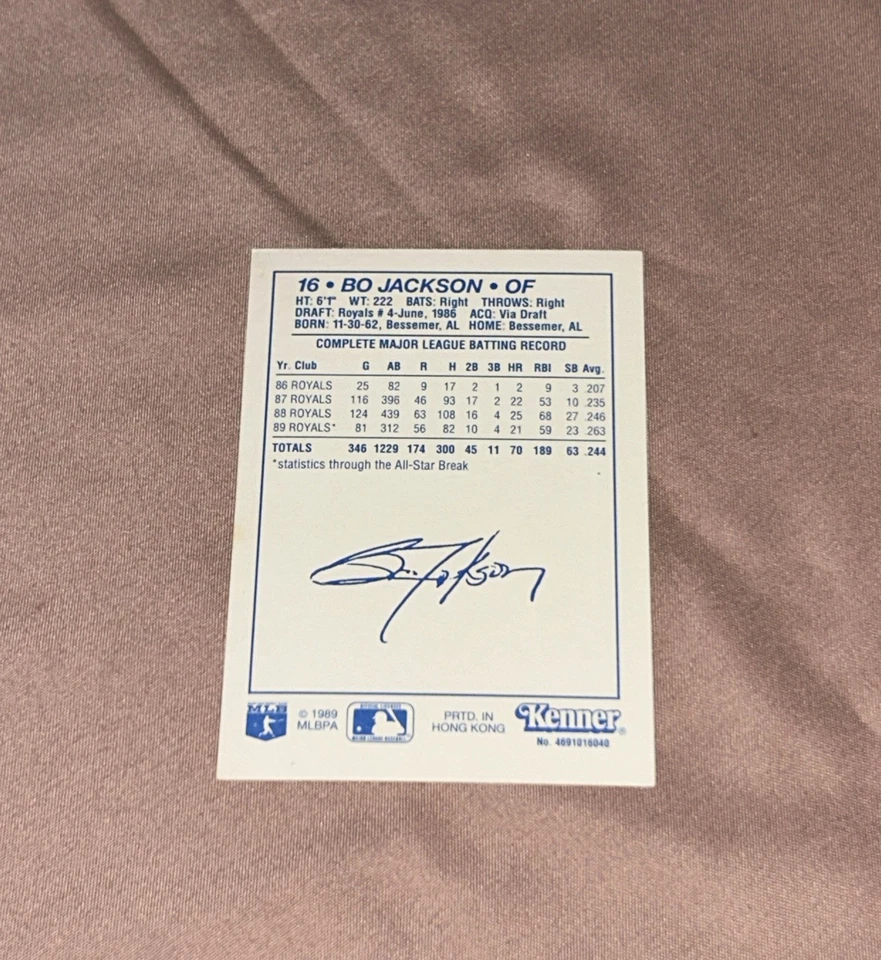 16 • BO JACKSON • OF
HT: 6'1" WT: 222 BATS: Right THROWS: Right
DRAFT: Royals # 4-June, 1986 ACQ: Via Draft
BORN: 11-30-62, Bessemer, AL HOME: Bessemer, AL
COMPLETE MAJOR LEAGUE BATTING RECORD
Yr. Club G AB R H 2B 3B HR RBI SB Avg.
86 ROYALS 25 82 9 17 2 1 2 9 3 .207
87 ROYALS 116 396 46 93 17 2 22 53 10 .235
88 ROYALS 124 439 63 108 16 4 25 68 27 .246
89 ROYALS* 81 312 56 82 10 4 21 59 23 .263
TOTALS 346 1229 174 300 45 11 70 189 63 .244
*statistics through the All-Star Break
Bo Jackson
© 1989
MLBPA
PRTD. IN
HONG KONG
Kenner®
No. 4691016040